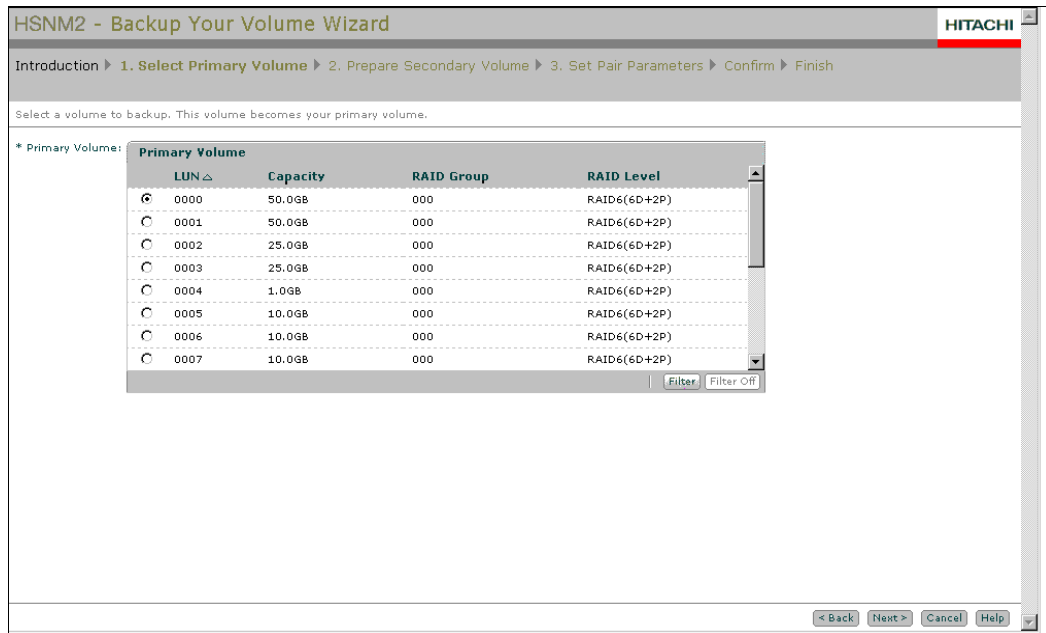 HSNM2 - Backup Your Volume Wizard
HITACHI
Introduction 1. Select Primary Volume 2. Prepare Secondary Volume 3. Set Pair Parameters Confirm Finish
Select a volume to backup. This volume becomes your primary volume.
* Primary Volume:
Primary Volume
LUN Capacity RAID Group RAID Level
0000 50.0GB 000 RAID6(6D+2P)
0001 50.0GB 000 RAID6(6D+2P)
0002 25.0GB 000 RAID6(6D+2P)
0003 25.0GB 000 RAID6(6D+2P)
0004 1.0GB 000 RAID6(6D+2P)
0005 10.0GB 000 RAID6(6D+2P)
0006 10.0GB 000 RAID6(6D+2P)
0007 10.0GB 000 RAID6(6D+2P)
Filter Filter Off
< Back Next > Cancel Help